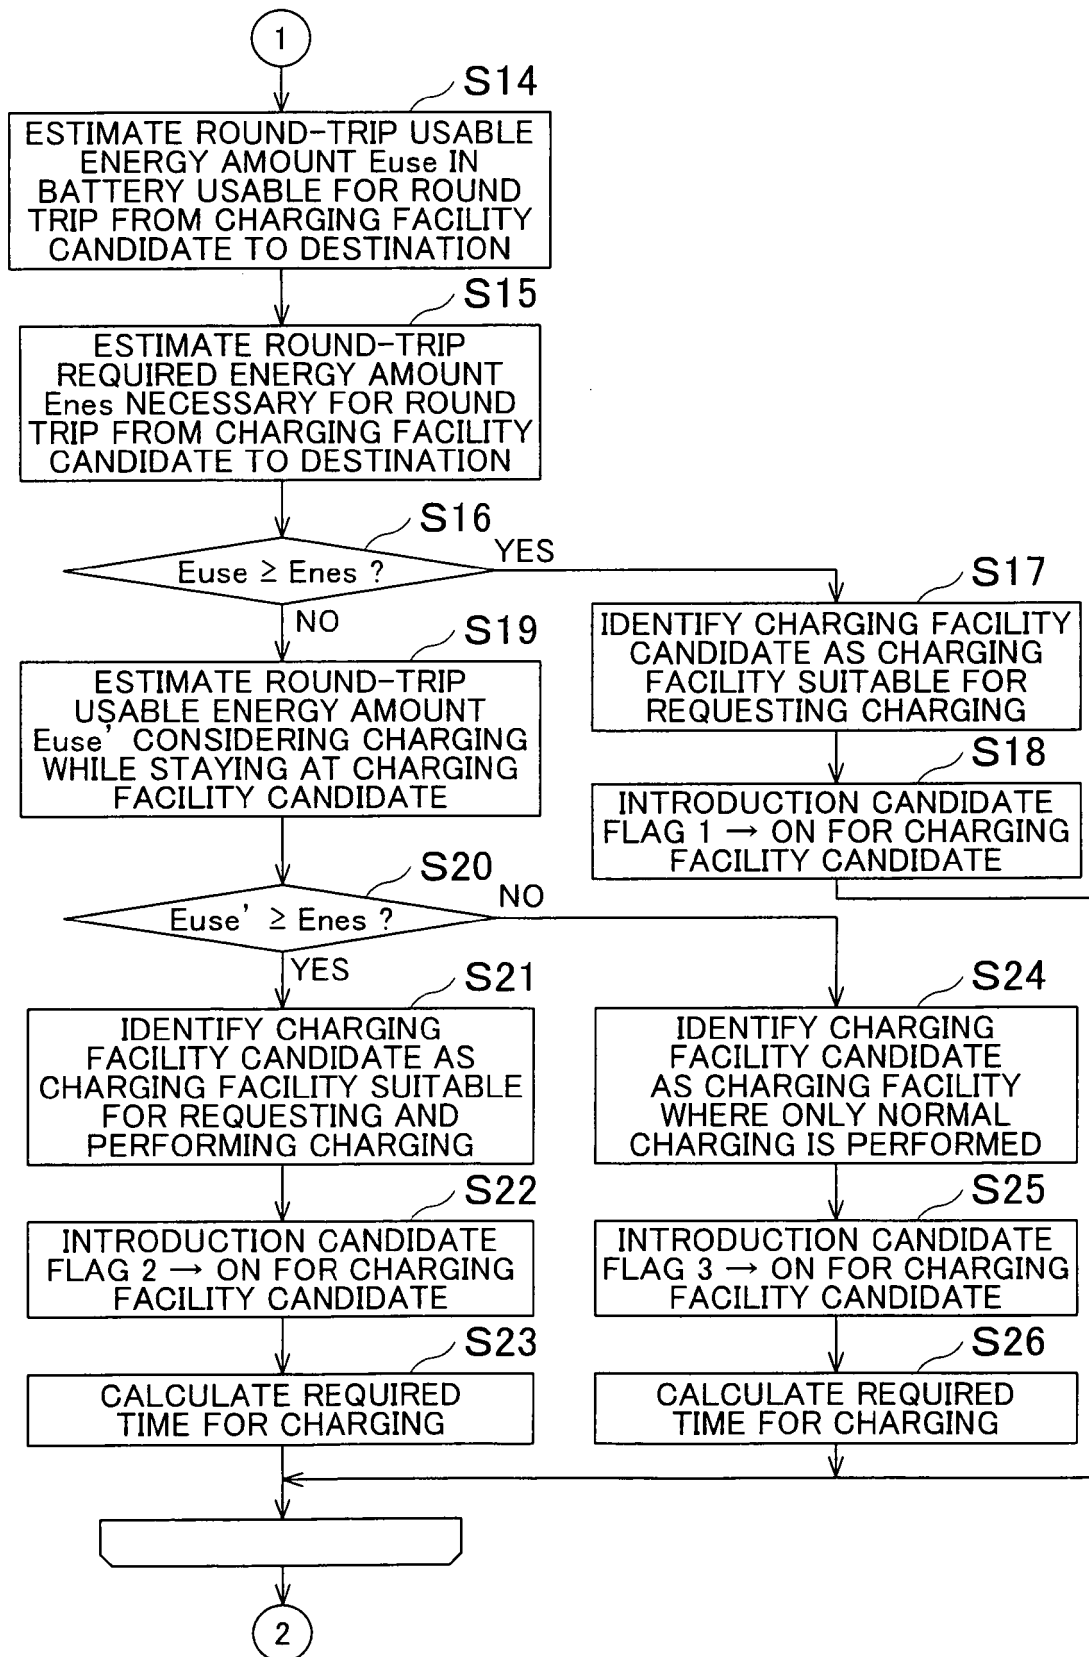 1
S14
ESTIMATE ROUND-TRIP USABLE
ENERGY AMOUNT Euse IN
BATTERY USABLE FOR ROUND
TRIP FROM CHARGING FACILITY
CANDIDATE TO DESTINATION
S15
ESTIMATE ROUND-TRIP
REQUIRED ENERGY AMOUNT
Enes NECESSARY FOR ROUND
TRIP FROM CHARGING FACILITY
CANDIDATE TO DESTINATION
S16
Euse ≥ Enes ?
YES
NO
S17
IDENTIFY CHARGING FACILITY
CANDIDATE AS CHARGING
FACILITY SUITABLE FOR
REQUESTING CHARGING
S18
INTRODUCTION CANDIDATE
FLAG 1 → ON FOR CHARGING
FACILITY CANDIDATE
S19
ESTIMATE ROUND-TRIP
USABLE ENERGY AMOUNT
Euse' CONSIDERING CHARGING
WHILE STAYING AT CHARGING
FACILITY CANDIDATE
S20
Euse' ≥ Enes ?
NO
YES
S21
IDENTIFY CHARGING
FACILITY CANDIDATE AS
CHARGING FACILITY SUITABLE
FOR REQUESTING AND
PERFORMING CHARGING
S22
INTRODUCTION CANDIDATE
FLAG 2 → ON FOR CHARGING
FACILITY CANDIDATE
S23
CALCULATE REQUIRED
TIME FOR CHARGING
S24
IDENTIFY CHARGING
FACILITY CANDIDATE
AS CHARGING FACILITY
WHERE ONLY NORMAL
CHARGING IS PERFORMED
S25
INTRODUCTION CANDIDATE
FLAG 3 → ON FOR CHARGING
FACILITY CANDIDATE
S26
CALCULATE REQUIRED
TIME FOR CHARGING
2